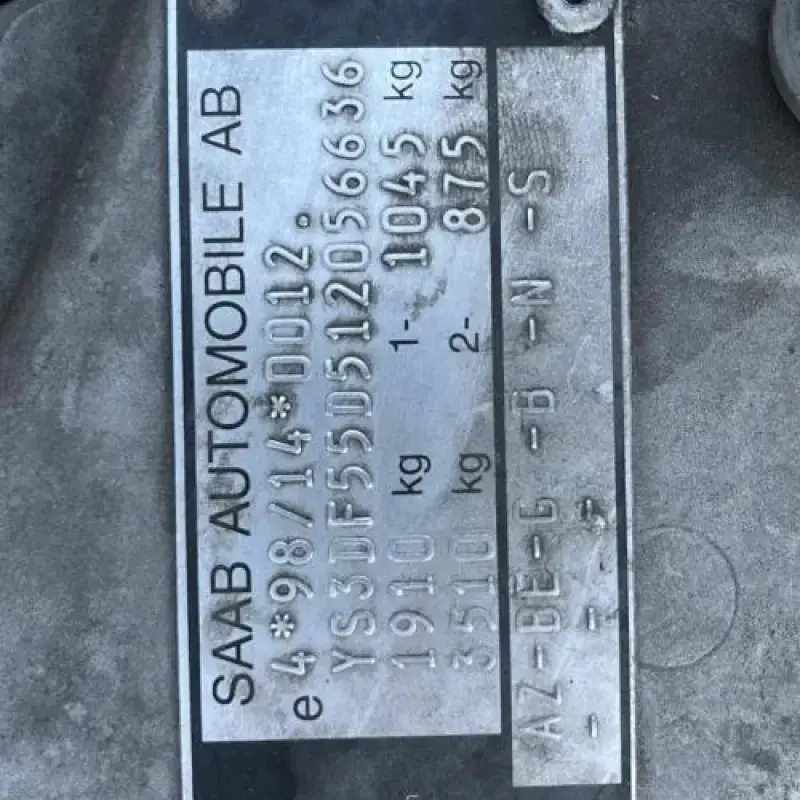 SAAB AUTOMOBILE AB
e 4*98/14*0012.
YS3DF55D512056636
1910 kg 1- 1045 kg
3510 kg 2- 875 kg
AZ-BE-G -B -N -S
- - -